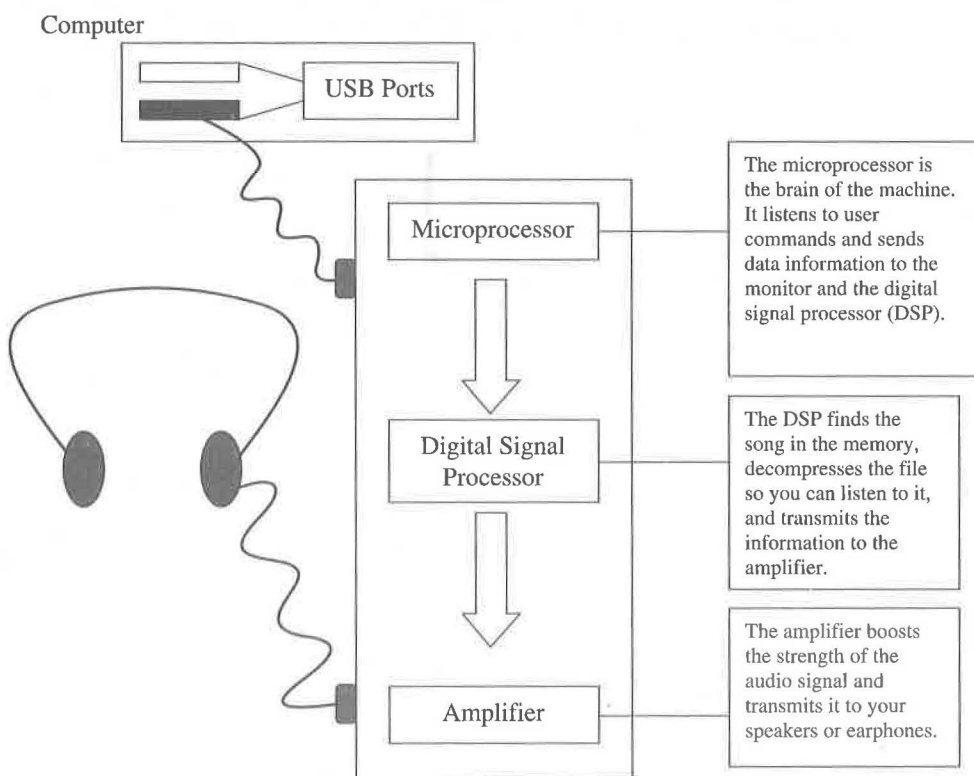 Computer
USB Ports
Microprocessor
The microprocessor is
the brain of the machine.
It listens to user
commands and sends
data information to the
monitor and the digital
signal processor (DSP).
Digital Signal
Processor
The DSP finds the
song in the memory,
decompresses the file
so you can listen to it,
and transmits the
information to the
amplifier.
Amplifier
The amplifier boosts
the strength of the
audio signal and
transmits it to your
speakers or earphones.